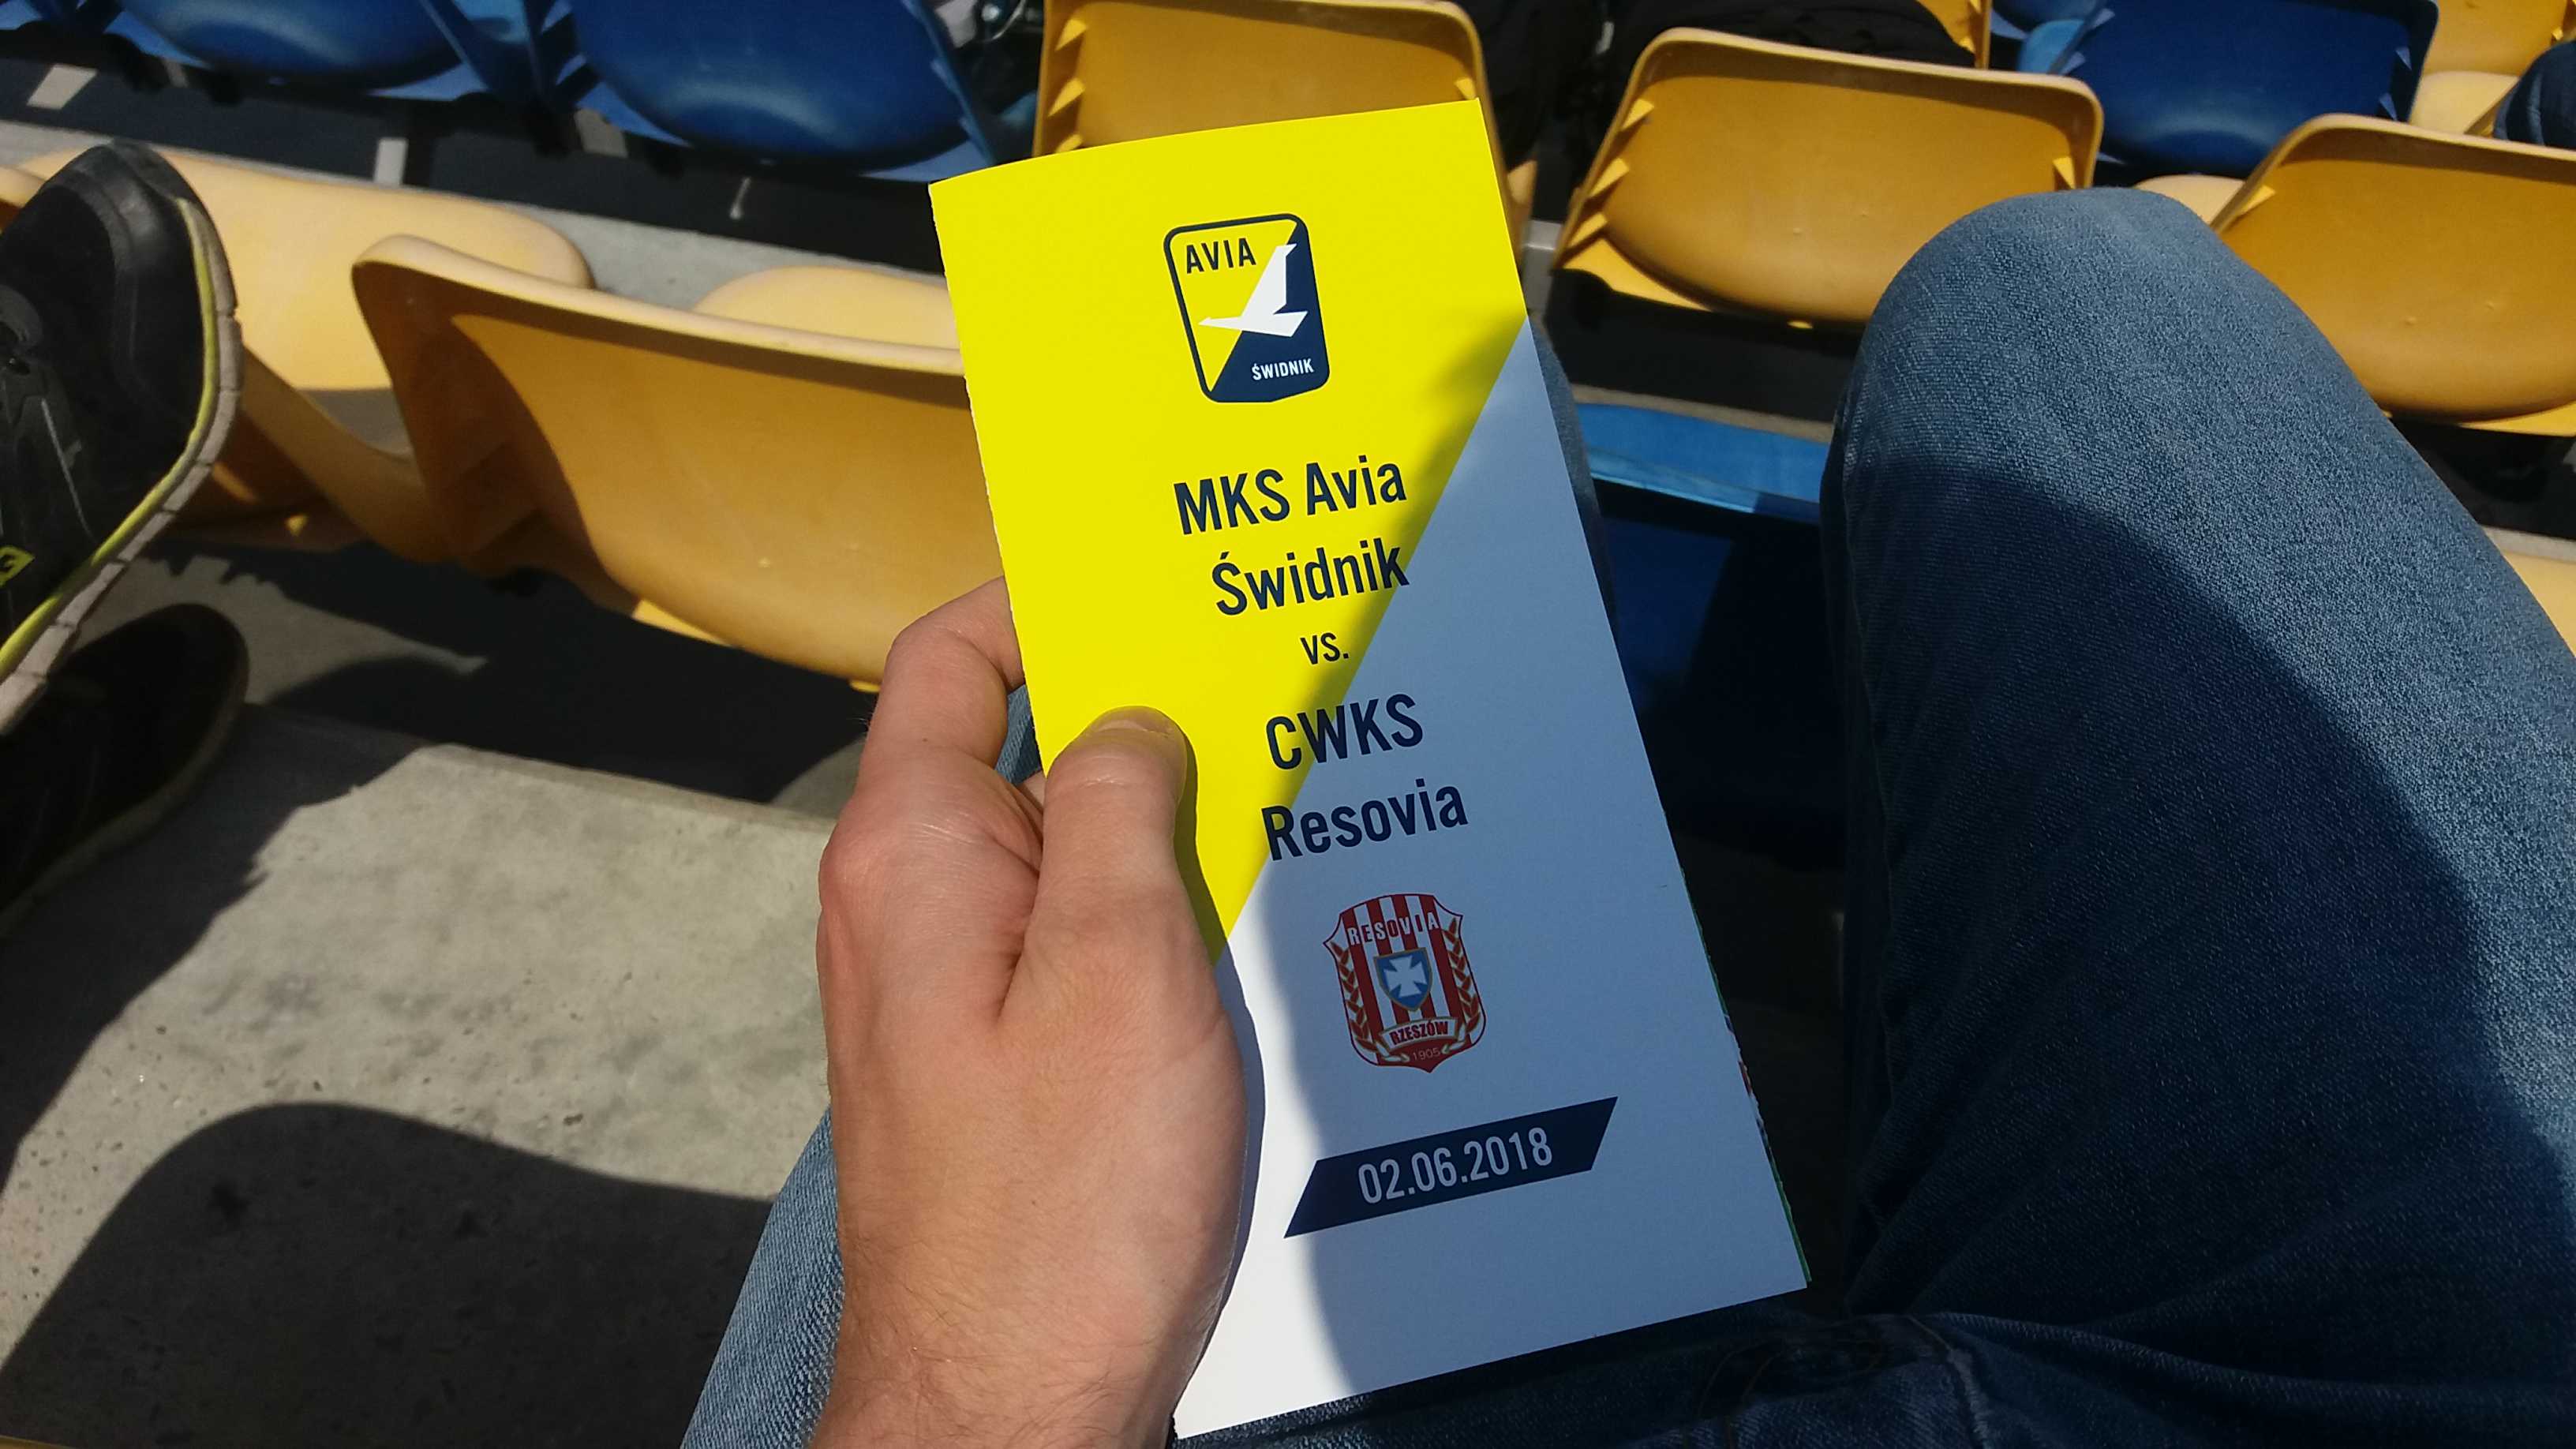 AVIA
ŚWIDNIK
MKS Avia
Świdnik
vs.
CWKS
Resovia
RESOVIA
RZESZÓW
1905
02.06.2018